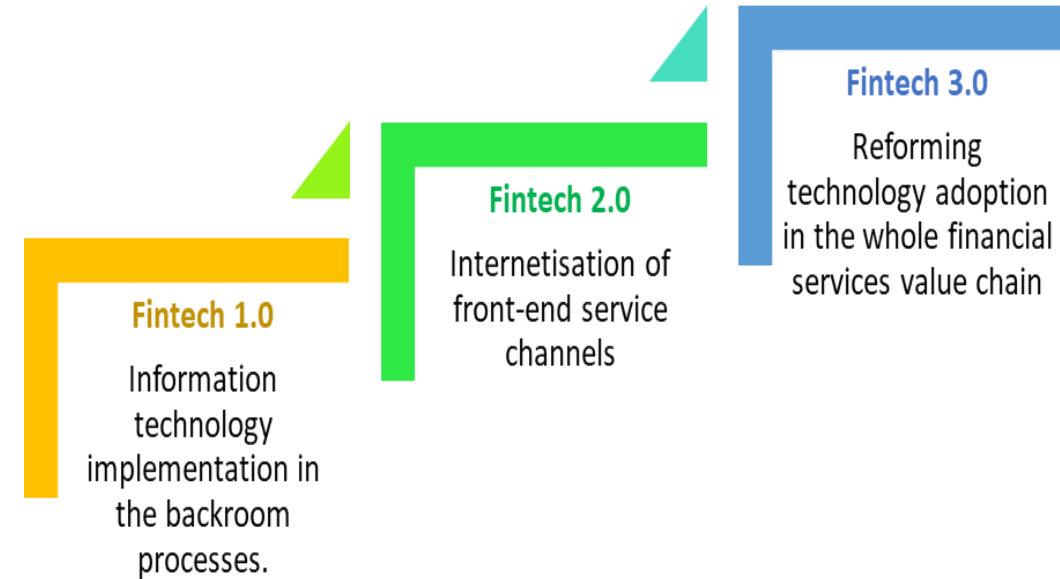 Fintech 1.0
Information
technology
implementation in
the backroom
processes.
Fintech 2.0
Internetisation of
front-end service
channels
Fintech 3.0
Reforming
technology adoption
in the whole financial
services value chain